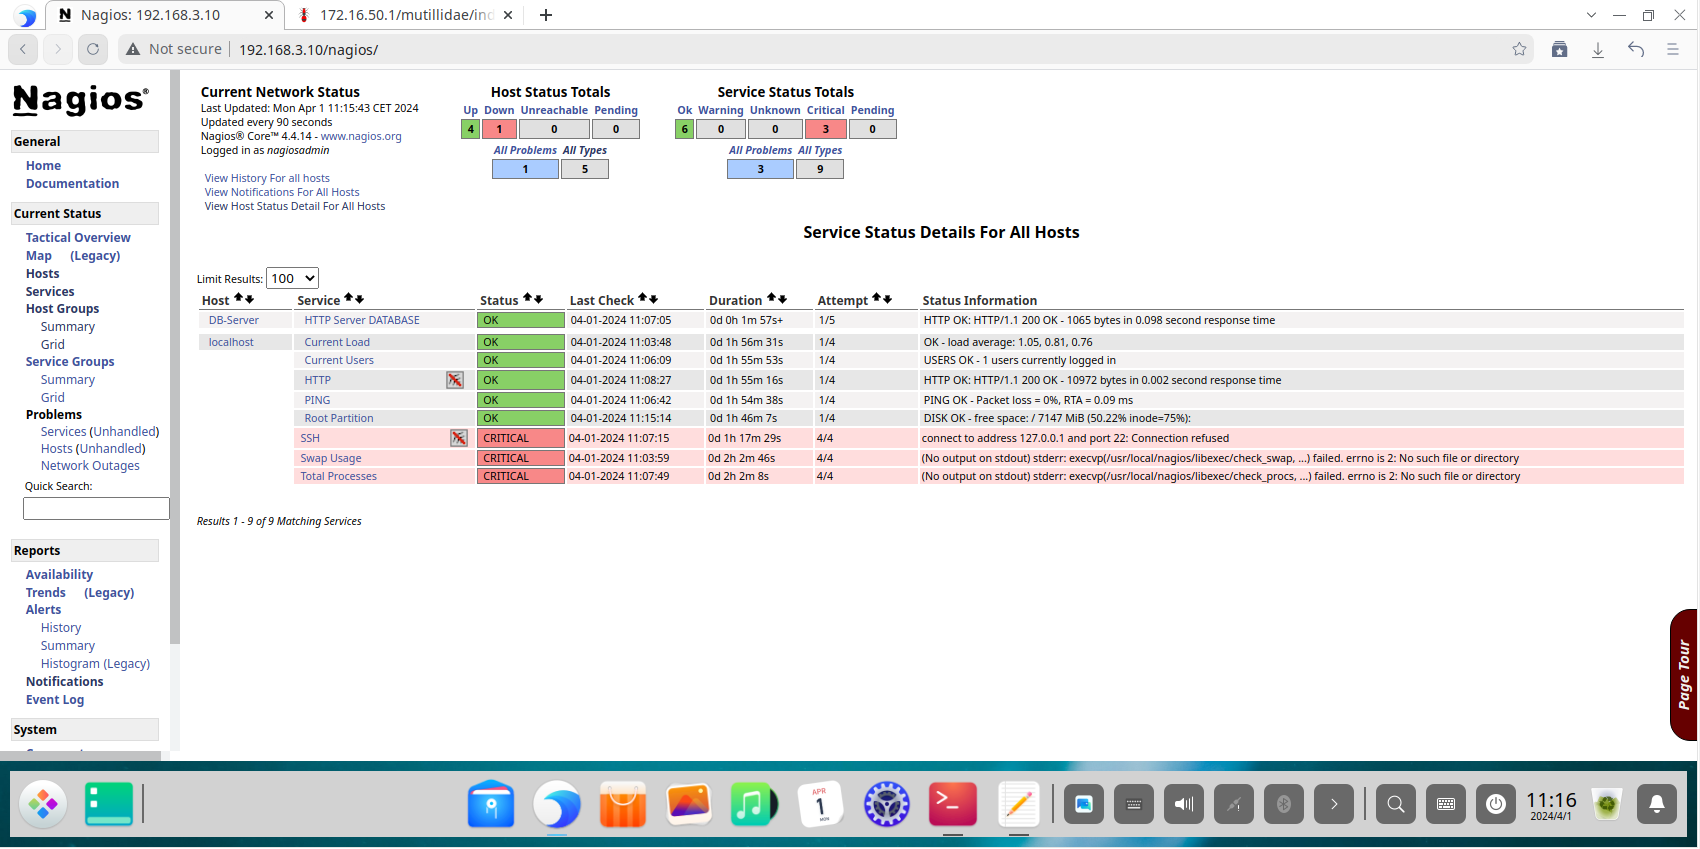 Nagios: 192.168.3.10
172.16.50.1/mutillidae/ind
Not secure
192.168.3.10/nagios/
Nagios®
General
Home
Documentation
Current Status
Tactical Overview
Map (Legacy)
Hosts
Services
Host Groups
Summary
Grid
Service Groups
Summary
Grid
Problems
Services (Unhandled)
Hosts (Unhandled)
Network Outages
Quick Search:
Reports
Availability
Trends (Legacy)
Alerts
History
Summary
Histogram (Legacy)
Notifications
Event Log
System
Current Network Status
Last Updated: Mon Apr 1 11:15:43 CET 2024
Updated every 90 seconds
Nagios® Core™ 4.4.14 - www.nagios.org
Logged in as nagiosadmin
View History For all hosts
View Notifications For All Hosts
View Host Status Detail For All Hosts
Host Status Totals
Up Down Unreachable Pending
4 1 0 0
All Problems All Types
1 5
Service Status Totals
Ok Warning Unknown Critical Pending
6 0 0 3 0
All Problems All Types
3 9
Service Status Details For All Hosts
Limit Results: 100
Host Service Status Last Check Duration Attempt Status Information
DB-Server HTTP Server DATABASE OK 04-01-2024 11:07:05 0d 0h 1m 57s+ 1/5 HTTP OK: HTTP/1.1 200 OK - 1065 bytes in 0.098 second response time
localhost Current Load OK 04-01-2024 11:03:48 0d 1h 56m 31s 1/4 OK - load average: 1.05, 0.81, 0.76
Current Users OK 04-01-2024 11:06:09 0d 1h 55m 53s 1/4 USERS OK - 1 users currently logged in
HTTP OK 04-01-2024 11:08:27 0d 1h 55m 16s 1/4 HTTP OK: HTTP/1.1 200 OK - 10972 bytes in 0.002 second response time
PING OK 04-01-2024 11:06:42 0d 1h 54m 38s 1/4 PING OK - Packet loss = 0%, RTA = 0.09 ms
Root Partition OK 04-01-2024 11:15:14 0d 1h 46m 7s 1/4 DISK OK - free space: / 7147 MiB (50.22% inode=75%):
SSH CRITICAL 04-01-2024 11:07:15 0d 1h 17m 29s 4/4 connect to address 127.0.0.1 and port 22: Connection refused
Swap Usage CRITICAL 04-01-2024 11:03:59 0d 2h 2m 46s 4/4 (No output on stdout) stderr: execvp(/usr/local/nagios/libexec/check_swap, ...) failed. errno is 2: No such file or directory
Total Processes CRITICAL 04-01-2024 11:07:49 0d 2h 2m 8s 4/4 (No output on stdout) stderr: execvp(/usr/local/nagios/libexec/check_procs, ...) failed. errno is 2: No such file or directory
Results 1 - 9 of 9 Matching Services
Page Tour
APR
1
MON
11:16
2024/4/1